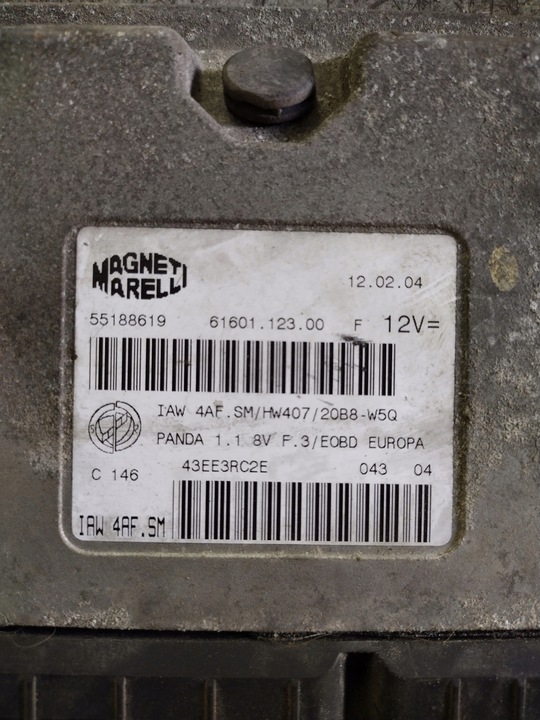 MAGNETI
MARELLI
12.02.04
55188619 61601.123.00 F 12V=
IAW 4AF.SM/HW407/20B8-W5Q
PANDA 1.1 8V F.3/EOBD EUROPA
C 146 43EE3RC2E 043 04
IAW 4AF.SM